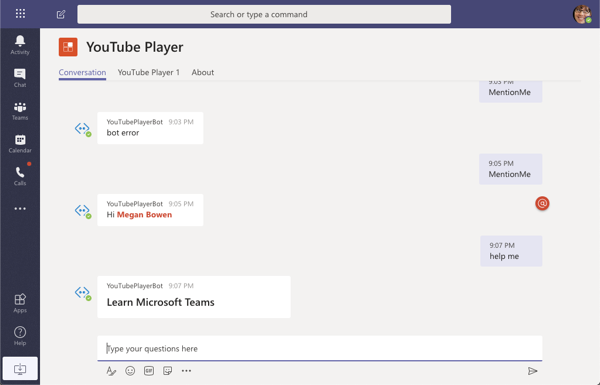 Search or type a command
Activity
Chat
Teams
Calendar
Calls
Apps
Help
YouTube Player
Conversation
YouTube Player 1
About
9:03 PM
MentionMe
YouTubePlayerBot 9:03 PM
bot error
9:05 PM
MentionMe
YouTubePlayerBot 9:05 PM
Hi Megan Bowen
@
9:07 PM
help me
YouTubePlayerBot 9:07 PM
Learn Microsoft Teams
Type your questions here
GIF